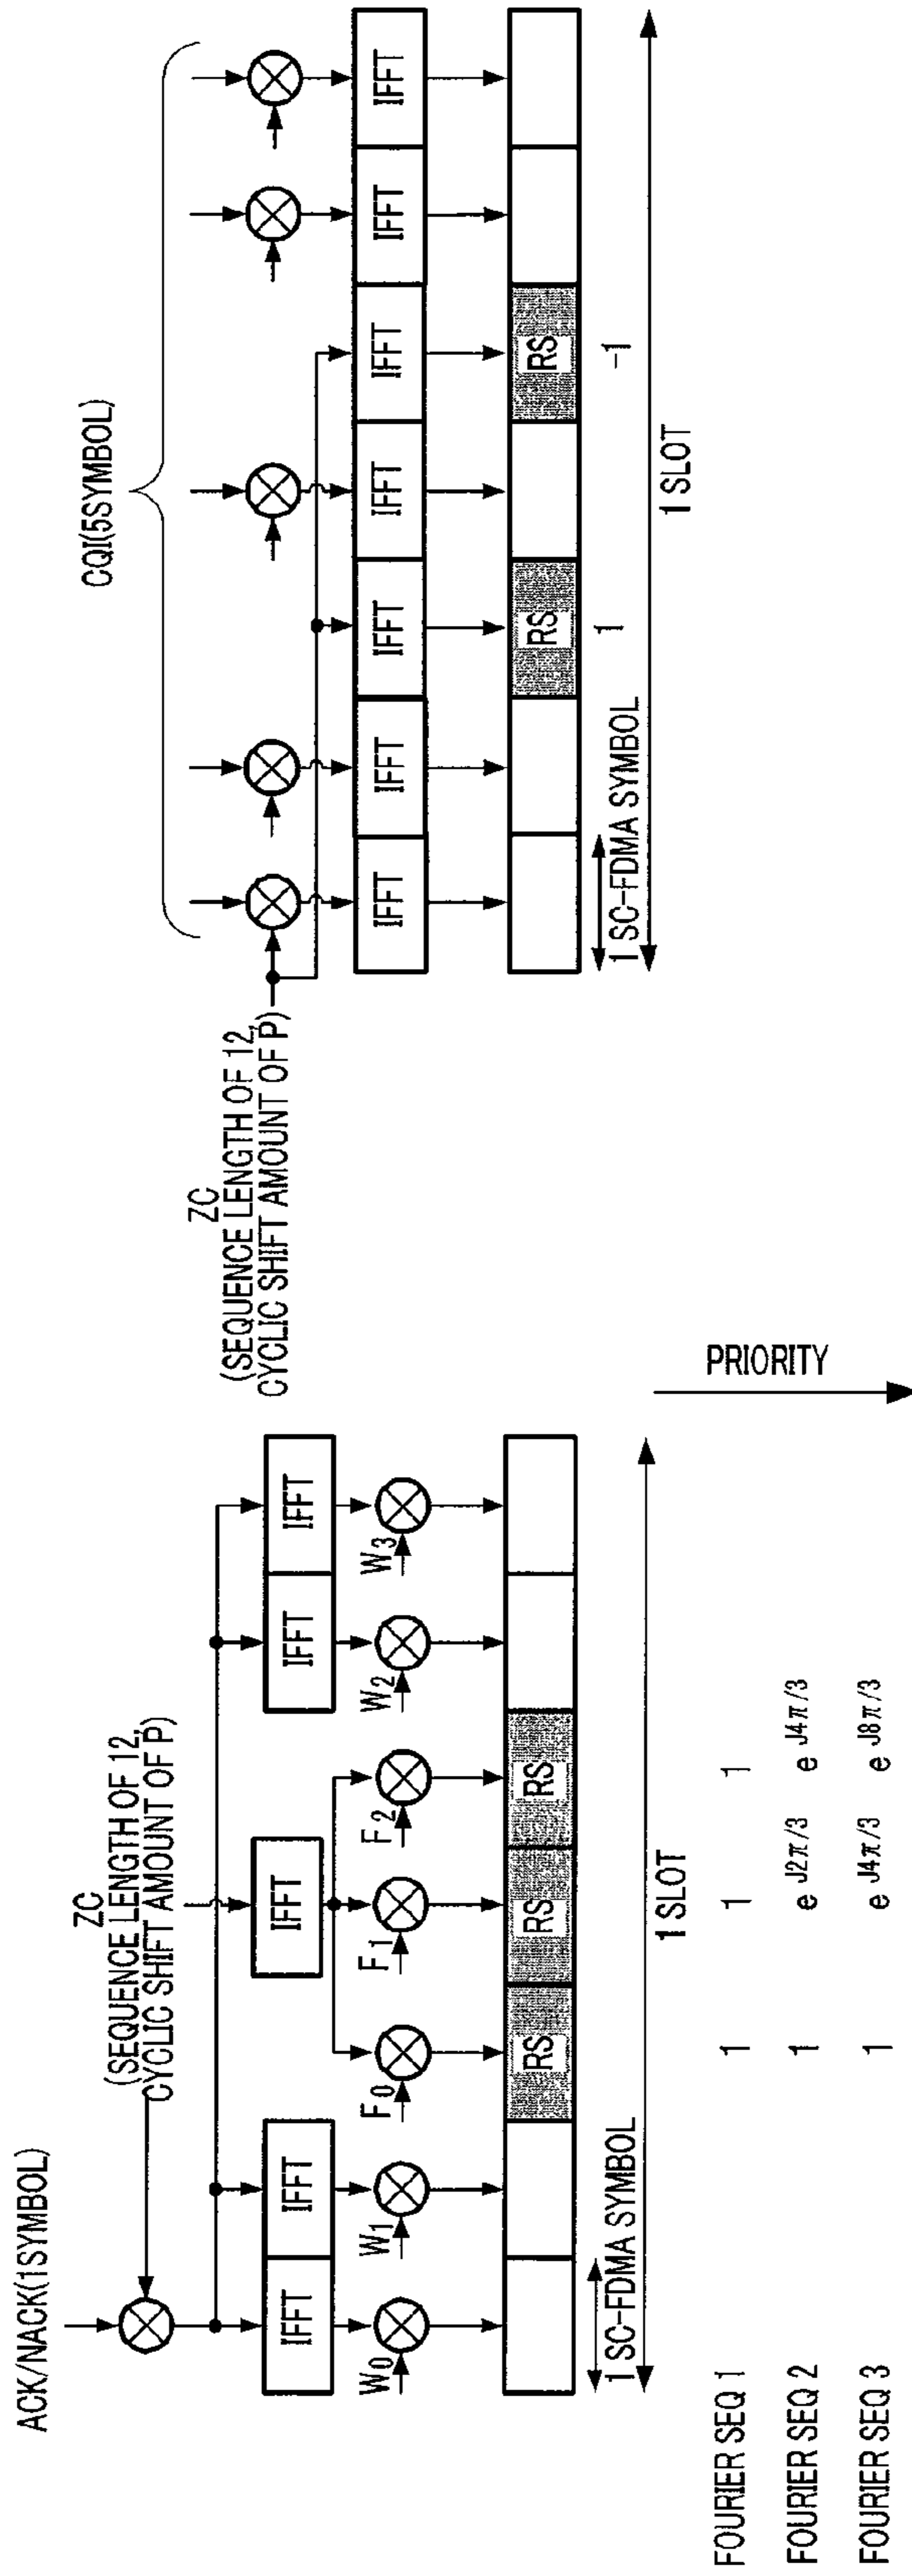 ACK/NACK(1SYMBOL)
ZC
(SEQUENCE LENGTH OF 12,
CYCLIC SHIFT AMOUNT OF P)
IFFT
IFFT
IFFT
IFFT
IFFT
W0
W1
F0
F1
F2
W2
W3
RS
RS
RS
1 SC-FDMA SYMBOL
1 SLOT
FOURIER SEQ 1 1 1 1
FOURIER SEQ 2 1 e J2π/3 e J4π/3
FOURIER SEQ 3 1 e J4π/3 e J8π/3
PRIORITY
CQI(5SYMBOL)
ZC
(SEQUENCE LENGTH OF 12,
CYCLIC SHIFT AMOUNT OF P)
IFFT
IFFT
IFFT
IFFT
IFFT
IFFT
IFFT
RS
RS
1 -1
1 SC-FDMA SYMBOL
1 SLOT